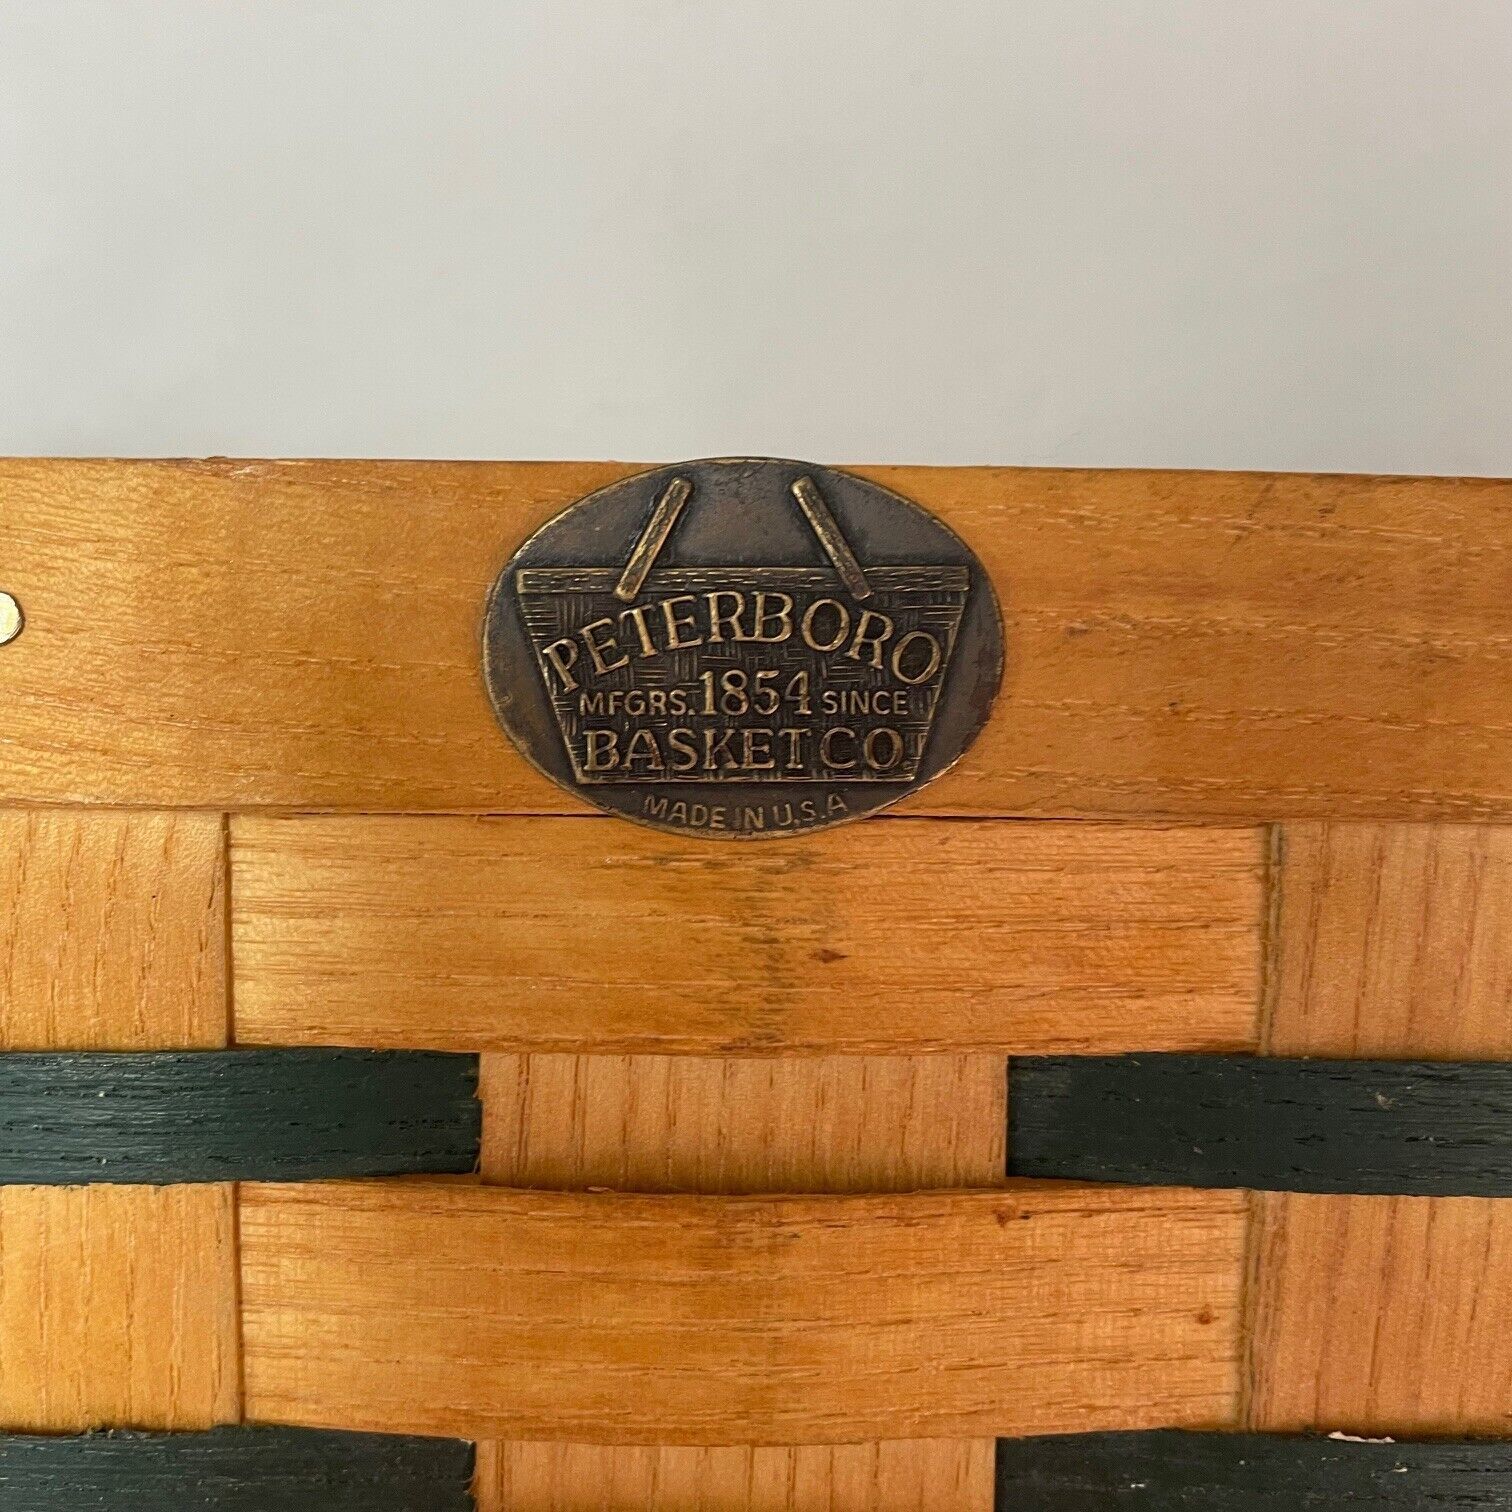 PETERBORO
MFGRS. 1854 SINCE
BASKET CO.
MADE IN U.S.A